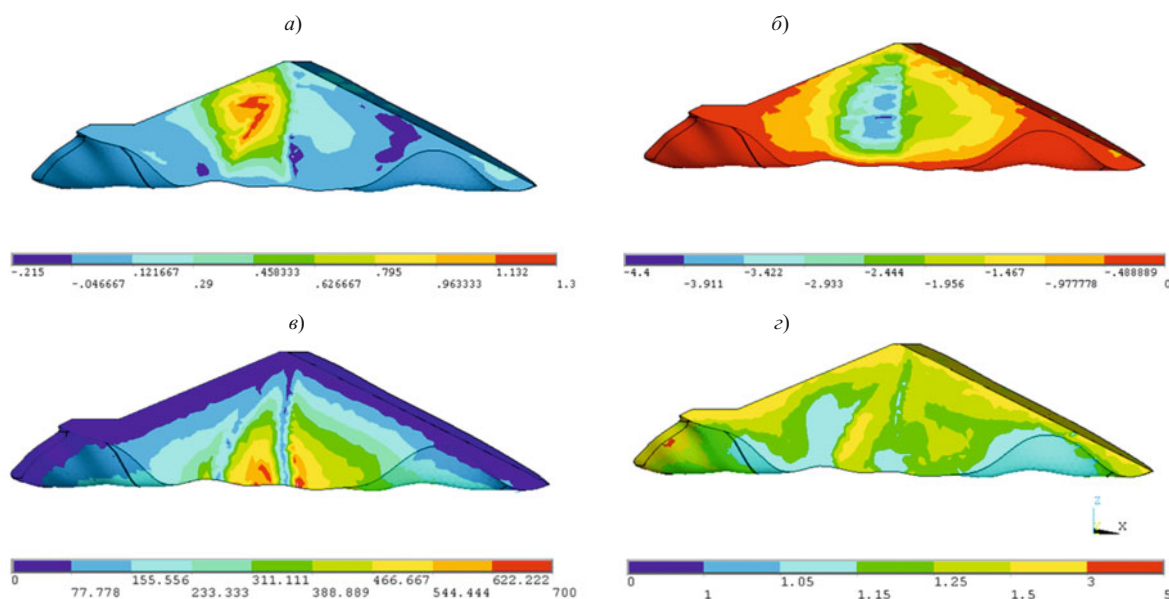 а)
б)
-.215 .121667 .458333 .795 1.132
-.046667 .29 .626667 .963333 1.3
-4.4 -3.422 -2.444 -1.467 -.488889
-3.911 -2.933 -1.956 -.977778 0
в)
г)
Z
X
0 155.556 311.111 466.667 622.222
77.778 233.333 388.889 544.444 700
0 1.05 1.25 3
1 1.15 1.5 5